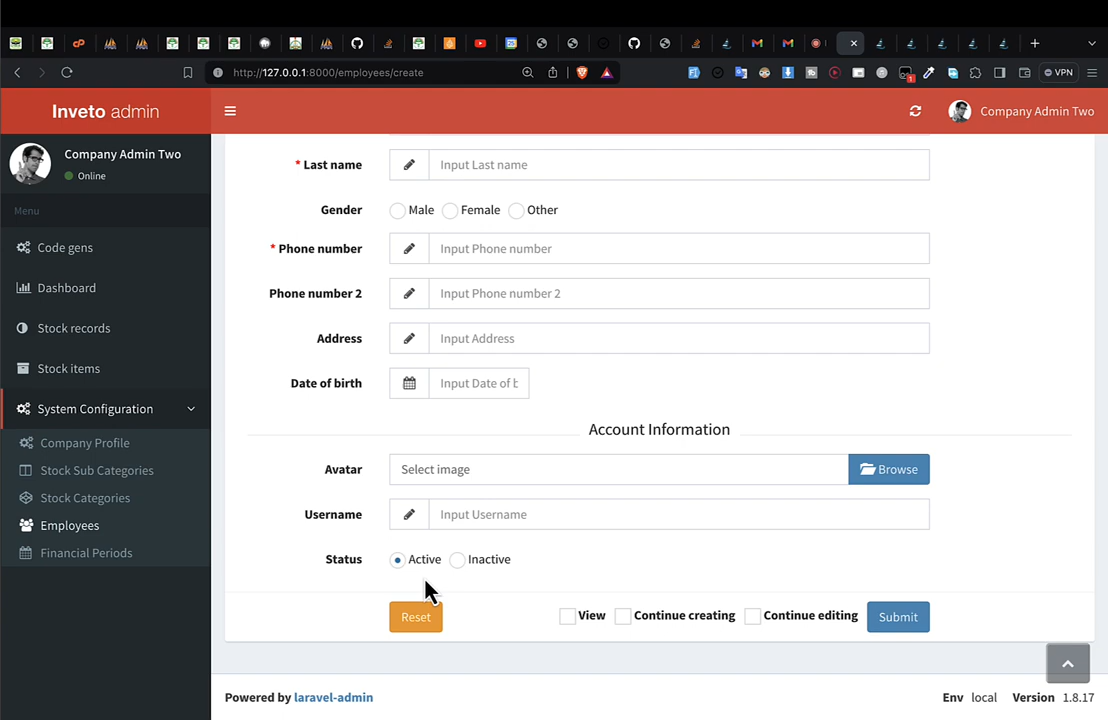 http://127.0.0.1:8000/employees/create
VPN
1
Inveto admin
Company Admin Two
Company Admin Two
Online
Menu
Code gens
Dashboard
Stock records
Stock items
System Configuration
Company Profile
Stock Sub Categories
Stock Categories
Employees
Financial Periods
* Last name
Input Last name
Gender
Male Female Other
* Phone number
Input Phone number
Phone number 2
Input Phone number 2
Address
Input Address
Date of birth
Input Date of b
Account Information
Avatar
Select image
Browse
Username
Input Username
Status
Active Inactive
Reset
View Continue creating Continue editing Submit
Powered by laravel-admin
Env local Version 1.8.17